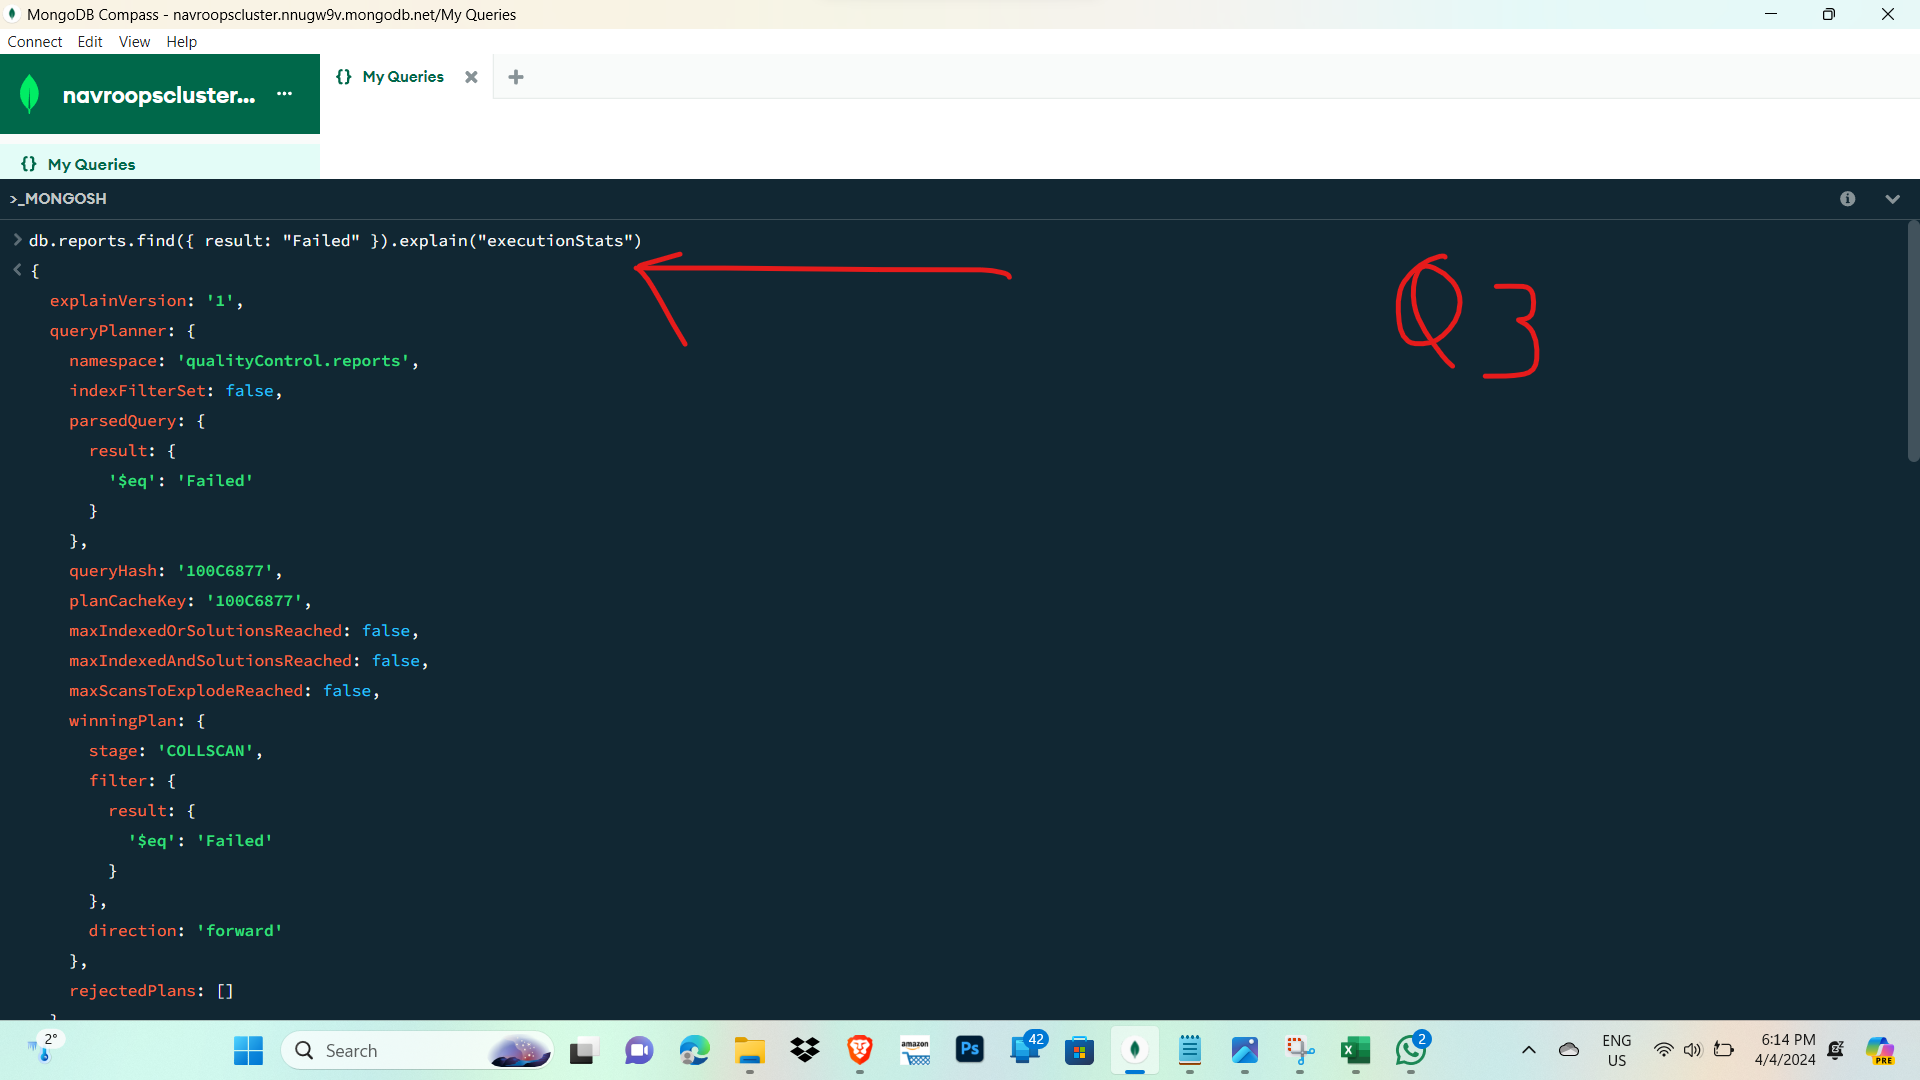 MongoDB Compass - navroopscluster.nnugw9v.mongodb.net/My Queries
Connect Edit View Help
navroopscluster... ...
{} My Queries
{} My Queries
>_MONGOSH
> db.reports.find({ result: "Failed" }).explain("executionStats")
< {
explainVersion: '1',
queryPlanner: {
namespace: 'qualityControl.reports',
indexFilterSet: false,
parsedQuery: {
result: {
'$eq': 'Failed'
}
},
queryHash: '100C6877',
planCacheKey: '100C6877',
maxIndexedOrSolutionsReached: false,
maxIndexedAndSolutionsReached: false,
maxScansToExplodeReached: false,
winningPlan: {
stage: 'COLLSCAN',
filter: {
result: {
'$eq': 'Failed'
}
},
direction: 'forward'
},
rejectedPlans: []
Q3
2°
Search
amazon
Ps
42
2
ENG
US
6:14 PM
4/4/2024
PRE